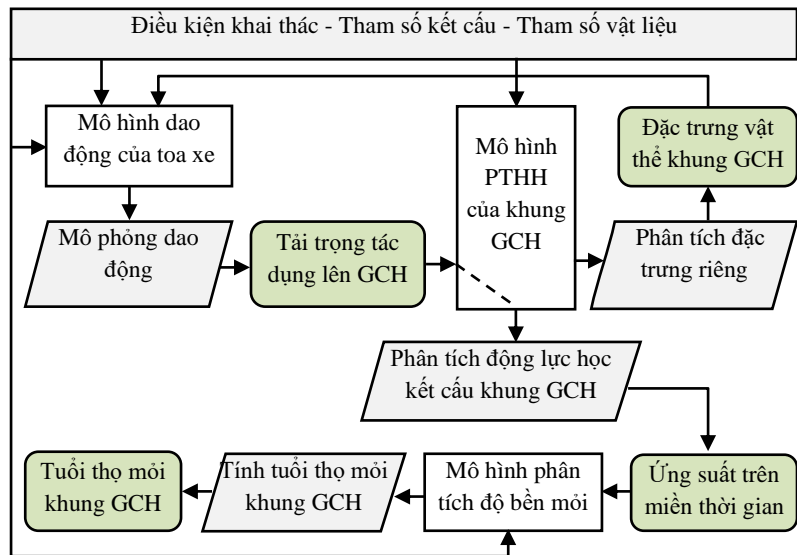 Điều kiện khai thác - Tham số kết cấu - Tham số vật liệu
Mô hình dao
động của toa xe
Mô hình
PTHH
của khung
GCH
Đặc trưng vật
thể khung GCH
Mô phỏng dao
động
Tải trọng tác
dụng lên GCH
Phân tích đặc
trưng riêng
Phân tích động lực học
kết cấu khung GCH
Tuổi thọ mỏi
khung GCH
Tính tuổi thọ mỏi
khung GCH
Mô hình phân
tích độ bền mỏi
Ứng suất trên
miền thời gian